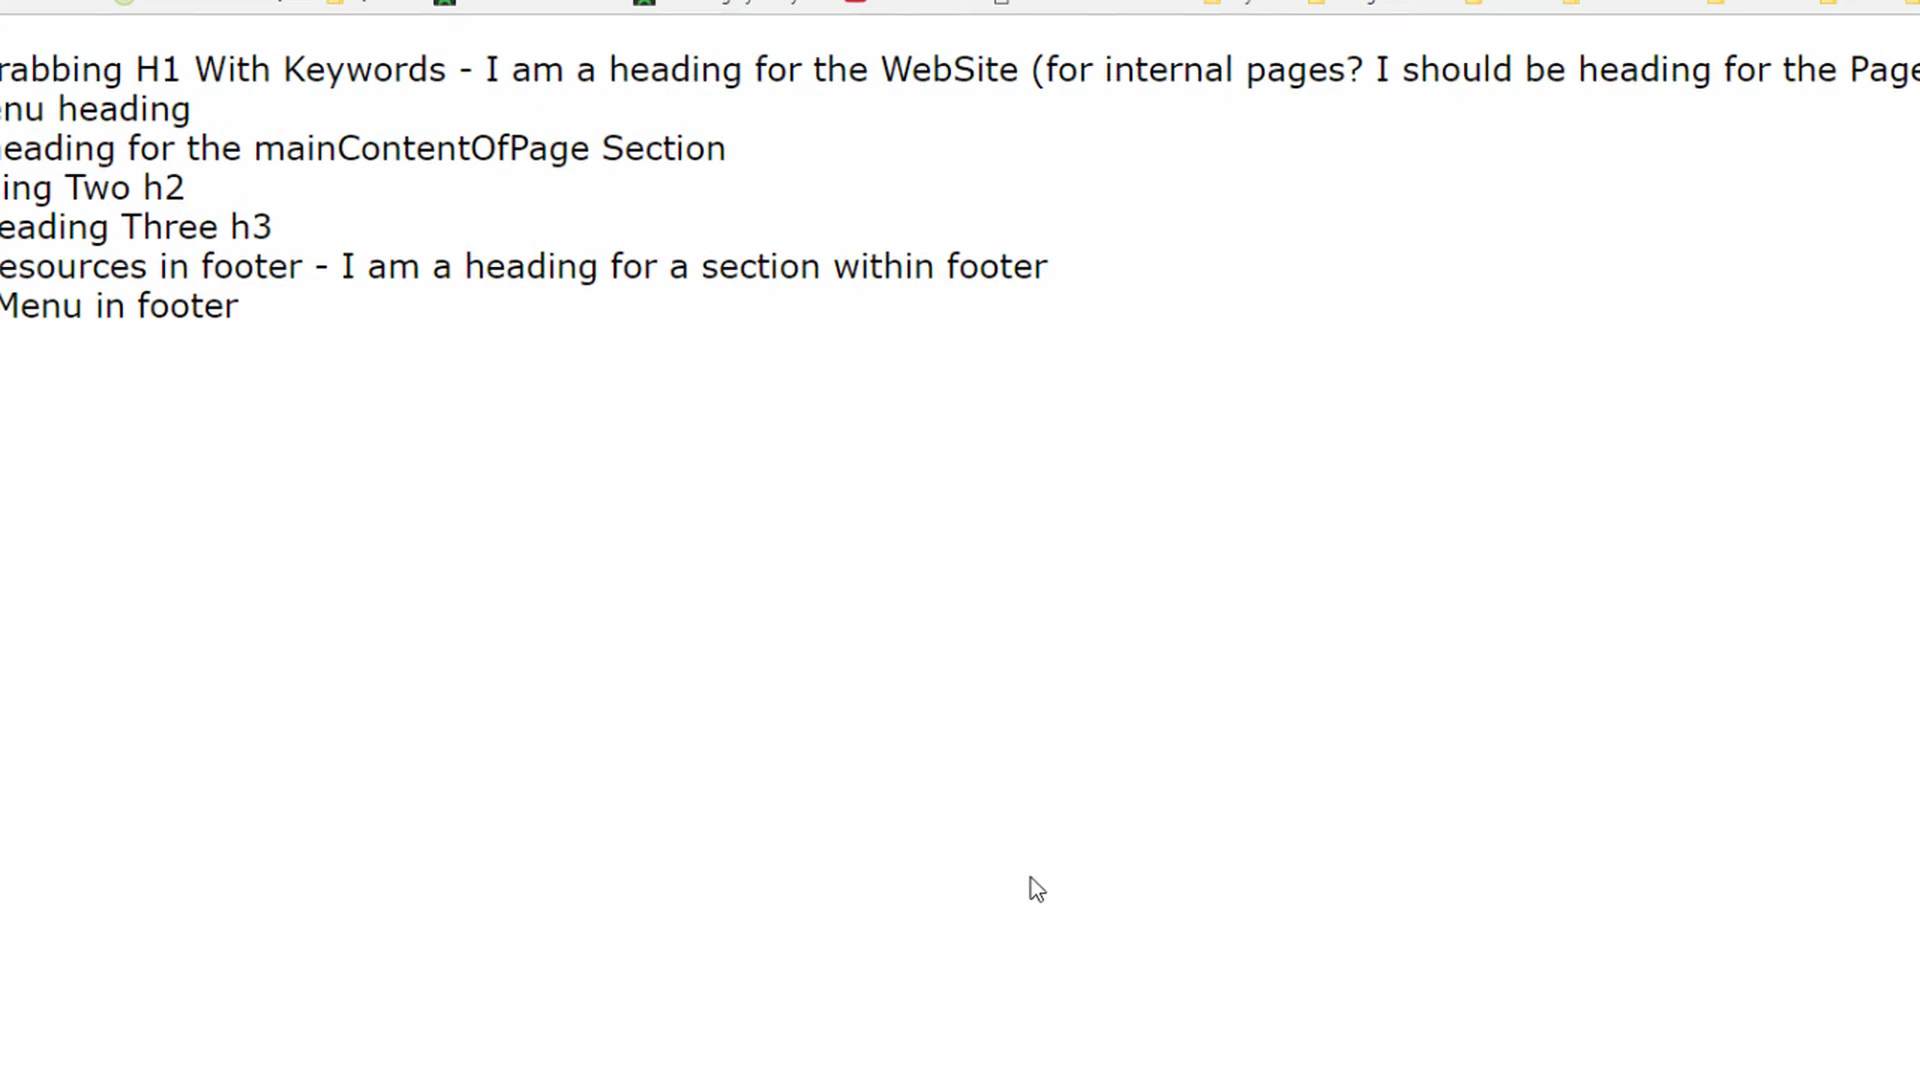 rabbing H1 With Keywords - I am a heading for the WebSite (for internal pages? I should be heading for the Page
enu heading
eading for the mainContentOfPage Section
ing Two h2
eading Three h3
esources in footer - I am a heading for a section within footer
Menu in footer